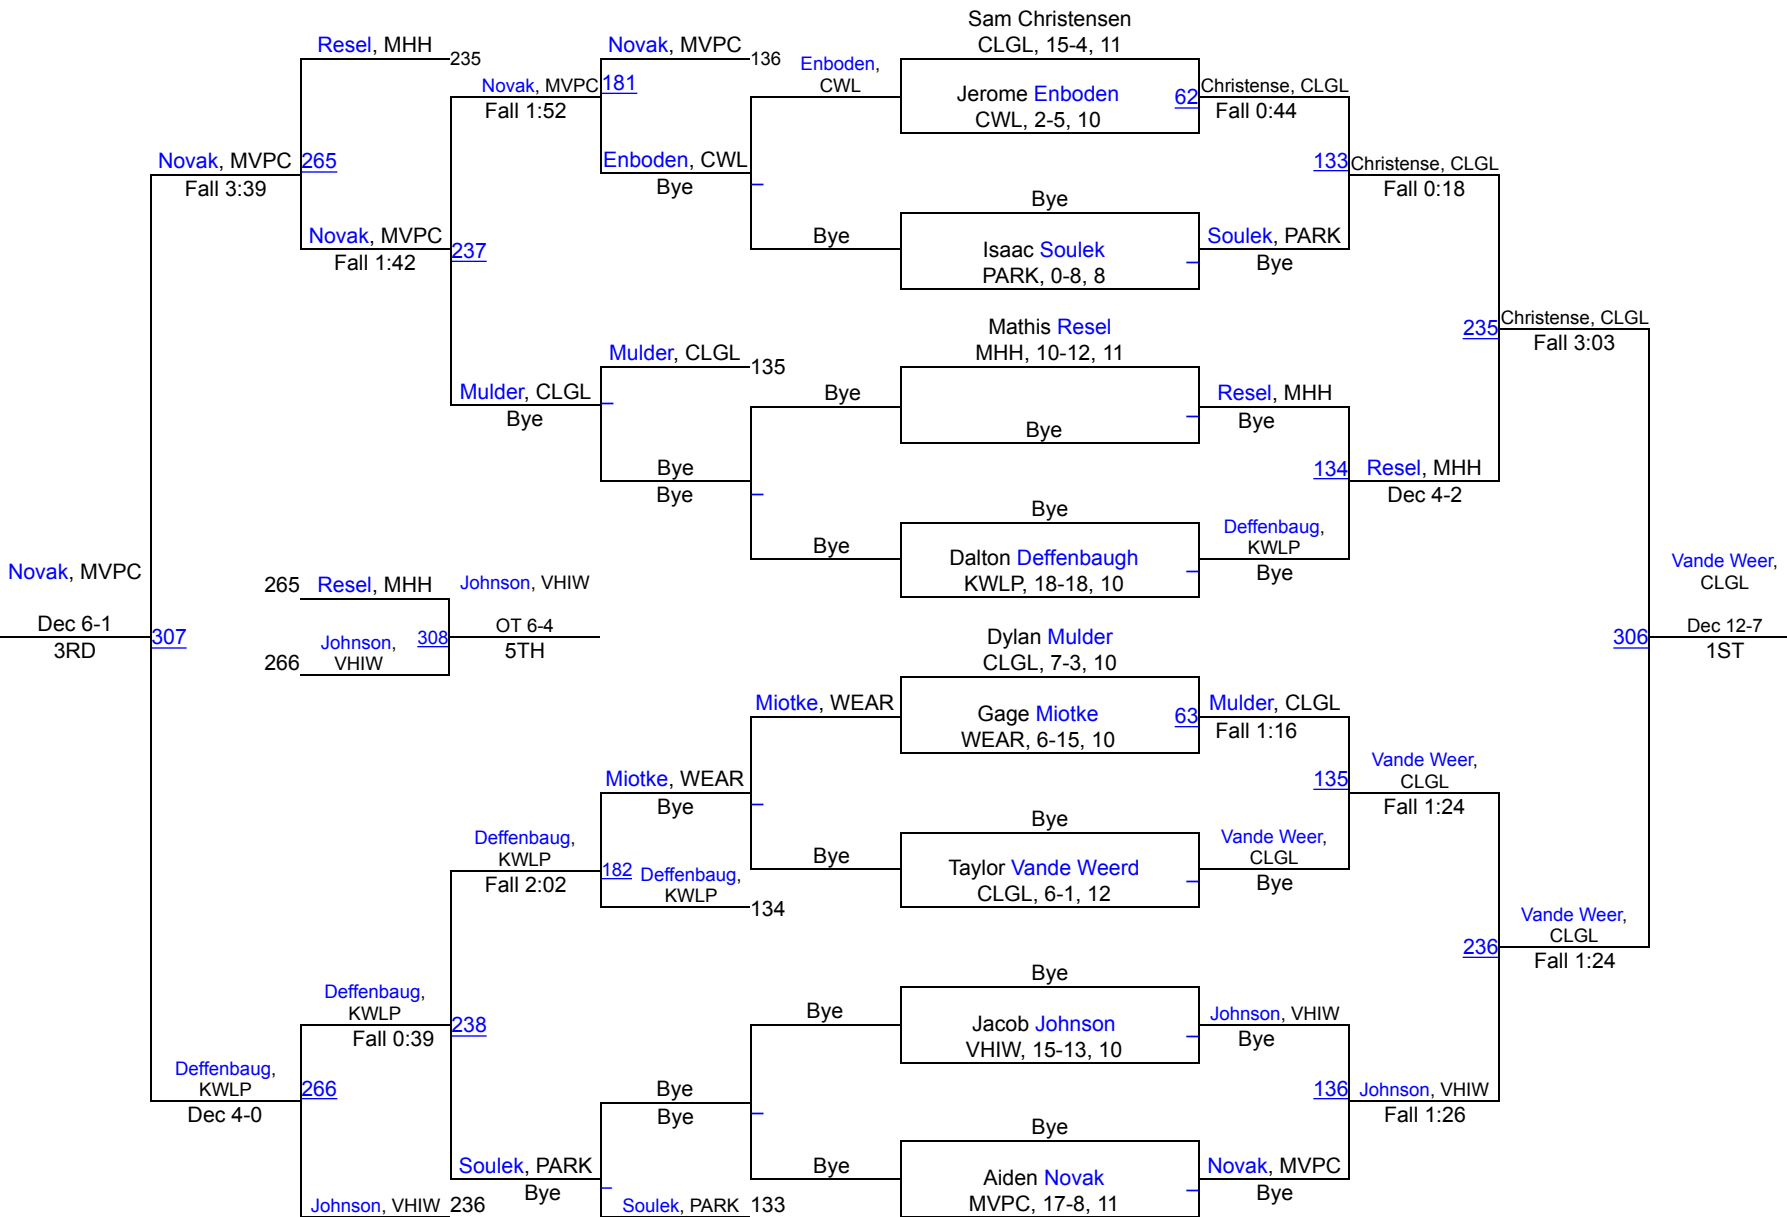 Sam Christensen
CLGL, 15-4, 11
Resel, MHH
235
Novak, MVPC
136
Enboden,
CWL
Novak, MVPC
181
Fall 1:52
Jerome Enboden
CWL, 2-5, 10
62
Christense, CLGL
Fall 0:44
Novak, MVPC
265
Fall 3:39
Enboden, CWL
Bye
133
Christense, CLGL
Fall 0:18
Bye
Novak, MVPC
Fall 1:42
237
Bye
Isaac Soulek
PARK, 0-8, 8
Soulek, PARK
Bye
Mathis Resel
MHH, 10-12, 11
235
Christense, CLGL
Fall 3:03
Mulder, CLGL
135
Mulder, CLGL
Bye
Bye
Bye
Resel, MHH
Bye
Bye
Bye
134
Resel, MHH
Dec 4-2
Bye
Bye
Dalton Deffenbaugh
KWLP, 18-18, 10
Deffenbaug,
KWLP
Bye
Novak, MVPC
Dec 6-1
3RD
307
265
Resel, MHH
Johnson, VHIW
266
Johnson,
VHIW
308
OT 6-4
5TH
Vande Weer,
CLGL
306
Dec 12-7
1ST
Dylan Mulder
CLGL, 7-3, 10
Miotke, WEAR
Gage Miotke
WEAR, 6-15, 10
63
Mulder, CLGL
Fall 1:16
Miotke, WEAR
Bye
135
Vande Weer,
CLGL
Fall 1:24
Bye
Deffenbaug,
KWLP
Fall 2:02
182
Deffenbaug,
KWLP
134
Bye
Taylor Vande Weerd
CLGL, 6-1, 12
Vande Weer,
CLGL
Bye
236
Vande Weer,
CLGL
Fall 1:24
Bye
Deffenbaug,
KWLP
Fall 0:39
238
Bye
Jacob Johnson
VHIW, 15-13, 10
Johnson, VHIW
Bye
Deffenbaug,
KWLP
Dec 4-0
266
Bye
Bye
136
Johnson, VHIW
Fall 1:26
Bye
Soulek, PARK
Bye
Bye
Aiden Novak
MVPC, 17-8, 11
Novak, MVPC
Bye
Johnson, VHIW
236
Soulek, PARK
133